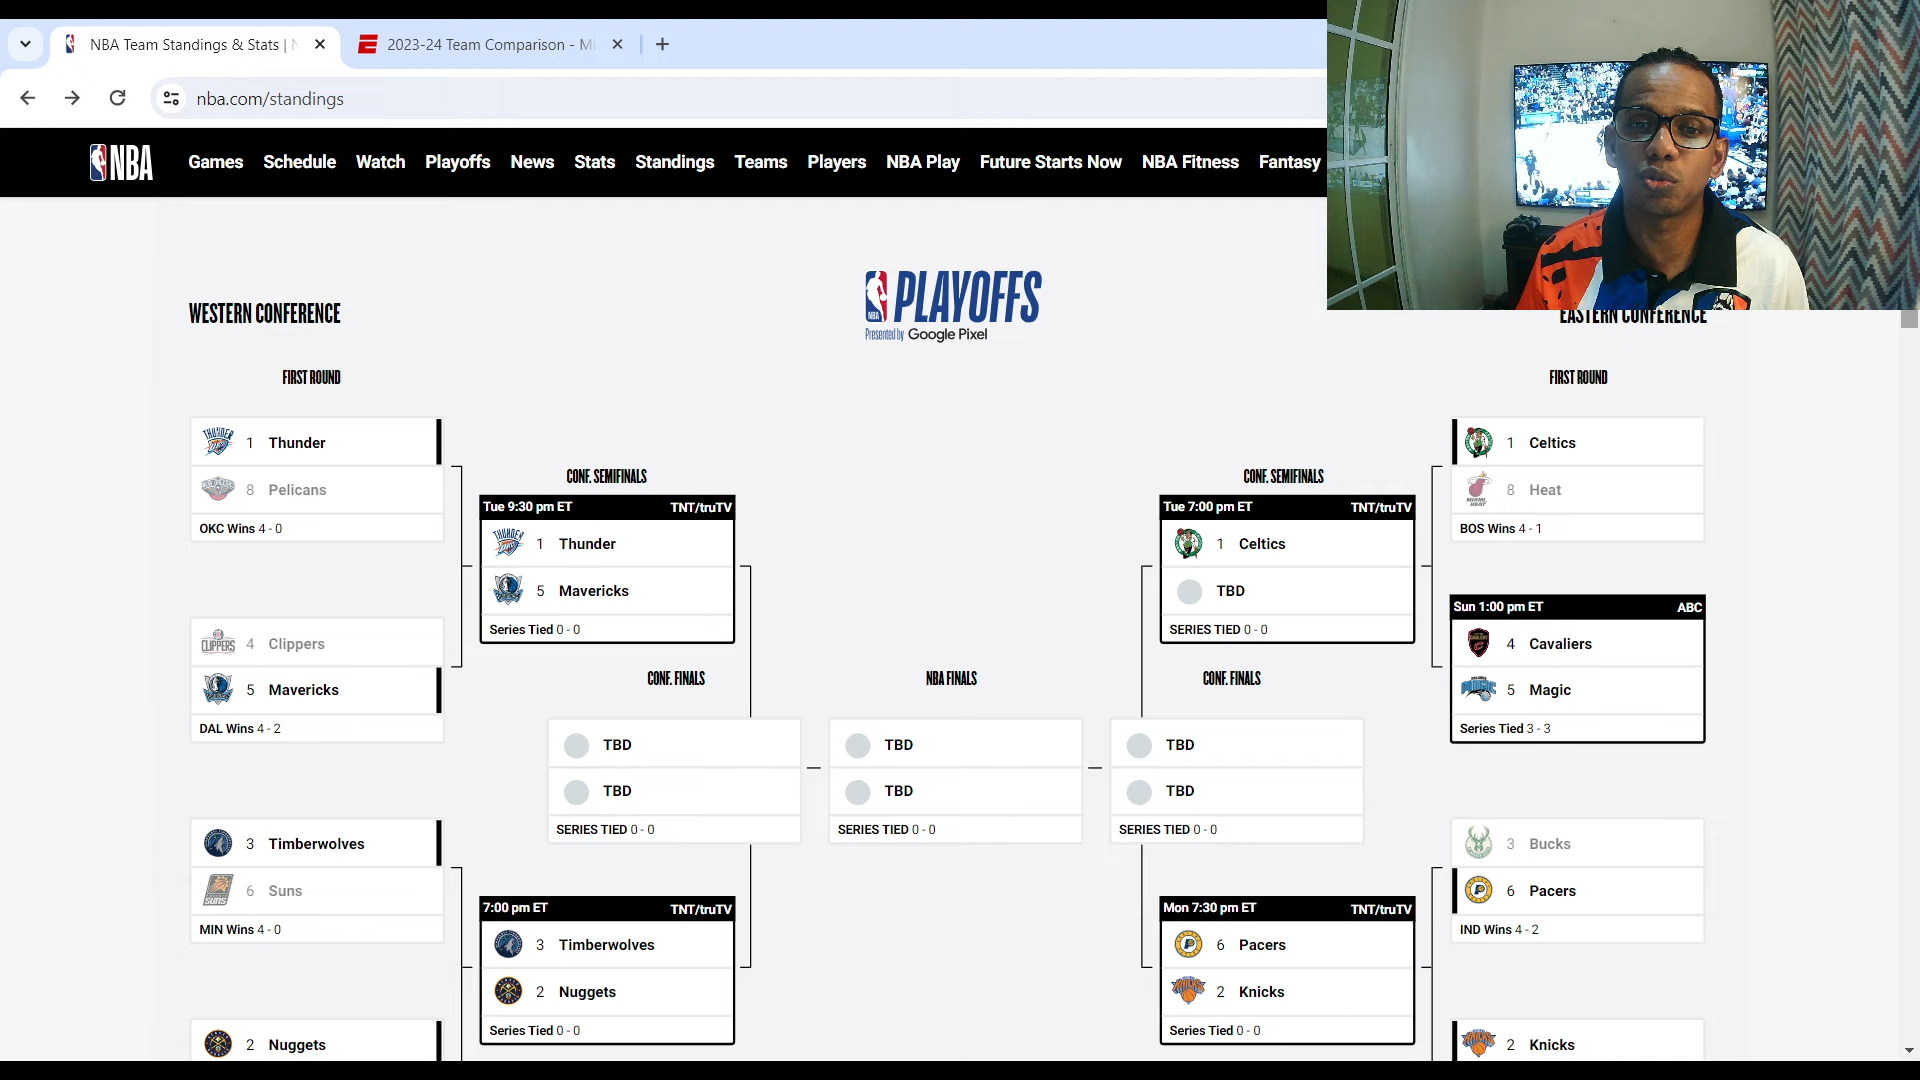 NBA Team Standings & Stats | N
2023-24 Team Comparison - Mi
nba.com/standings
NBA
Games Schedule Watch Playoffs News Stats Standings Teams Players NBA Play Future Starts Now NBA Fitness Fantasy
NBA PLAYOFFS
Presented by Google Pixel
WESTERN CONFERENCE
EASTERN CONFERENCE
FIRST ROUND
FIRST ROUND
1 Thunder
8 Pelicans
OKC Wins 4 - 0
4 Clippers
5 Mavericks
DAL Wins 4 - 2
3 Timberwolves
6 Suns
MIN Wins 4 - 0
2 Nuggets
CONF. SEMIFINALS
Tue 9:30 pm ET TNT/truTV
1 Thunder
5 Mavericks
Series Tied 0 - 0
7:00 pm ET TNT/truTV
3 Timberwolves
2 Nuggets
Series Tied 0 - 0
CONF. FINALS
TBD
TBD
SERIES TIED 0 - 0
NBA FINALS
TBD
TBD
SERIES TIED 0 - 0
CONF. FINALS
TBD
TBD
SERIES TIED 0 - 0
CONF. SEMIFINALS
Tue 7:00 pm ET TNT/truTV
1 Celtics
TBD
SERIES TIED 0 - 0
Mon 7:30 pm ET TNT/truTV
6 Pacers
2 Knicks
Series Tied 0 - 0
1 Celtics
8 Heat
BOS Wins 4 - 1
Sun 1:00 pm ET ABC
4 Cavaliers
5 Magic
Series Tied 3 - 3
3 Bucks
6 Pacers
IND Wins 4 - 2
2 Knicks